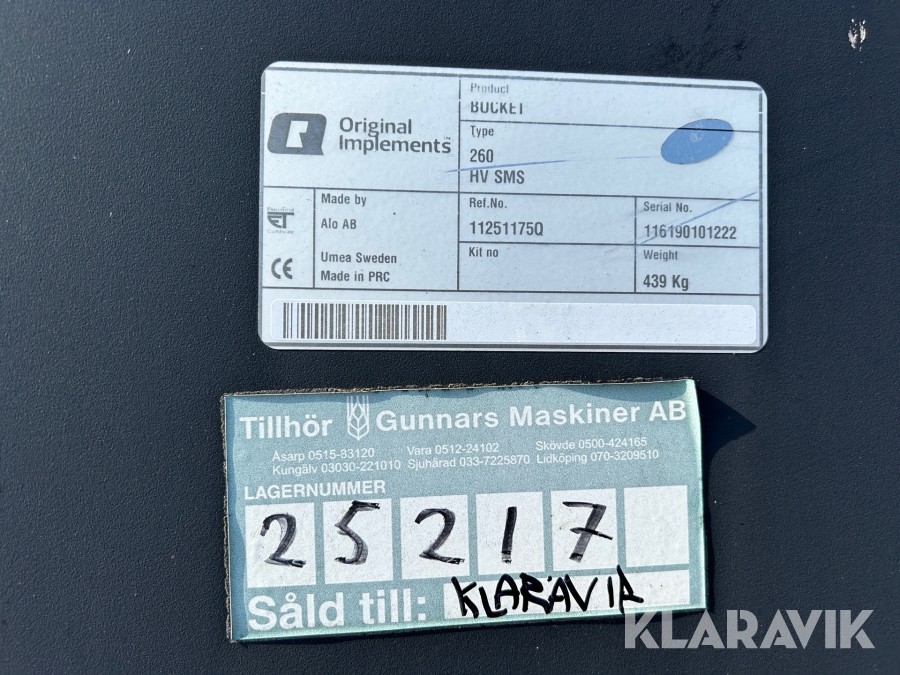 Original
Implements
Product
BUCKET
Type
260
HV SMS
Made by
Alo AB
Umea Sweden
Made in PRC
CE
Ref.No.
11251175Q
Serial No.
116190101222
Kit no
Weight
439 Kg
Tillhör Gunnars Maskiner AB
Åsarp 0515-83120 Vara 0512-24102 Skövde 0500-424165
Kungälv 03030-221010 Sjuhärad 033-7225870 Lidköping 070-3209510
LAGERNUMMER
25217
Såld till: KLARAVIK
KLARAVIK